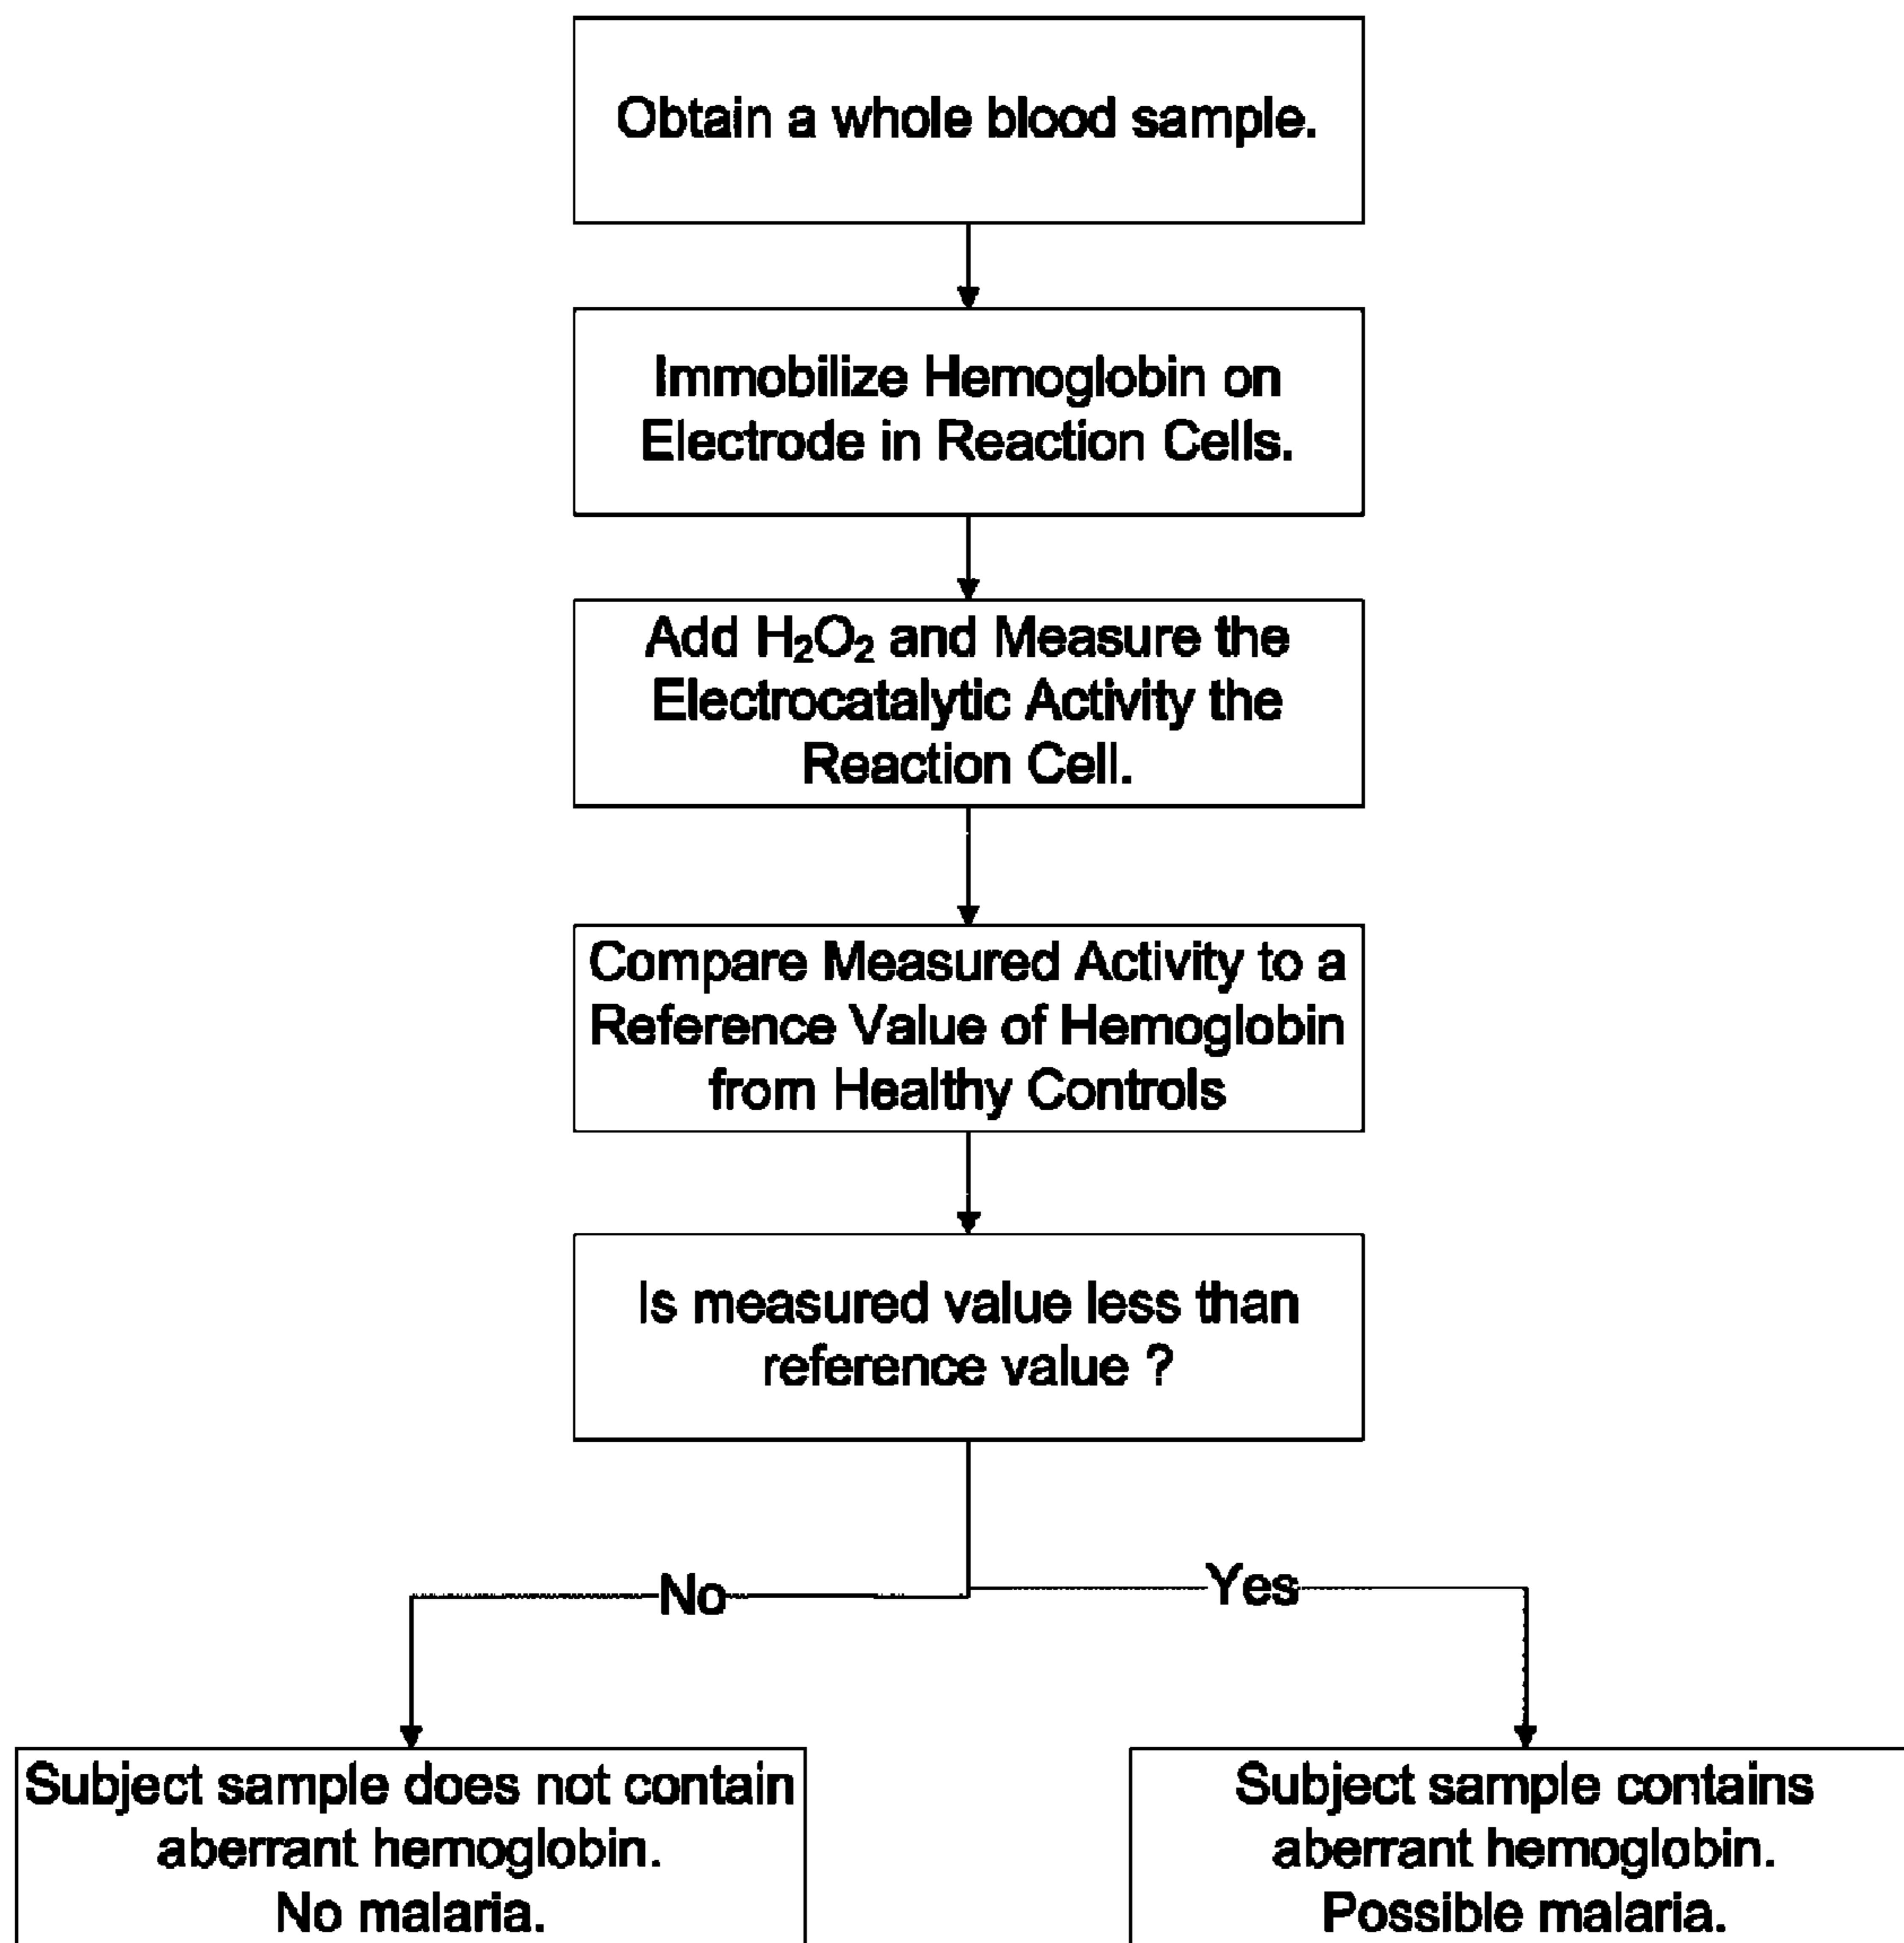 Obtain a whole blood sample.
Immobilize Hemoglobin on
Electrode in Reaction Cells.
Add H₂O₂ and Measure the
Electrocatalytic Activity the
Reaction Cell.
Compare Measured Activity to a
Reference Value of Hemoglobin
from Healthy Controls
Is measured value less than
reference value ?
No
Yes
Subject sample does not contain
aberrant hemoglobin.
No malaria.
Subject sample contains
aberrant hemoglobin.
Possible malaria.